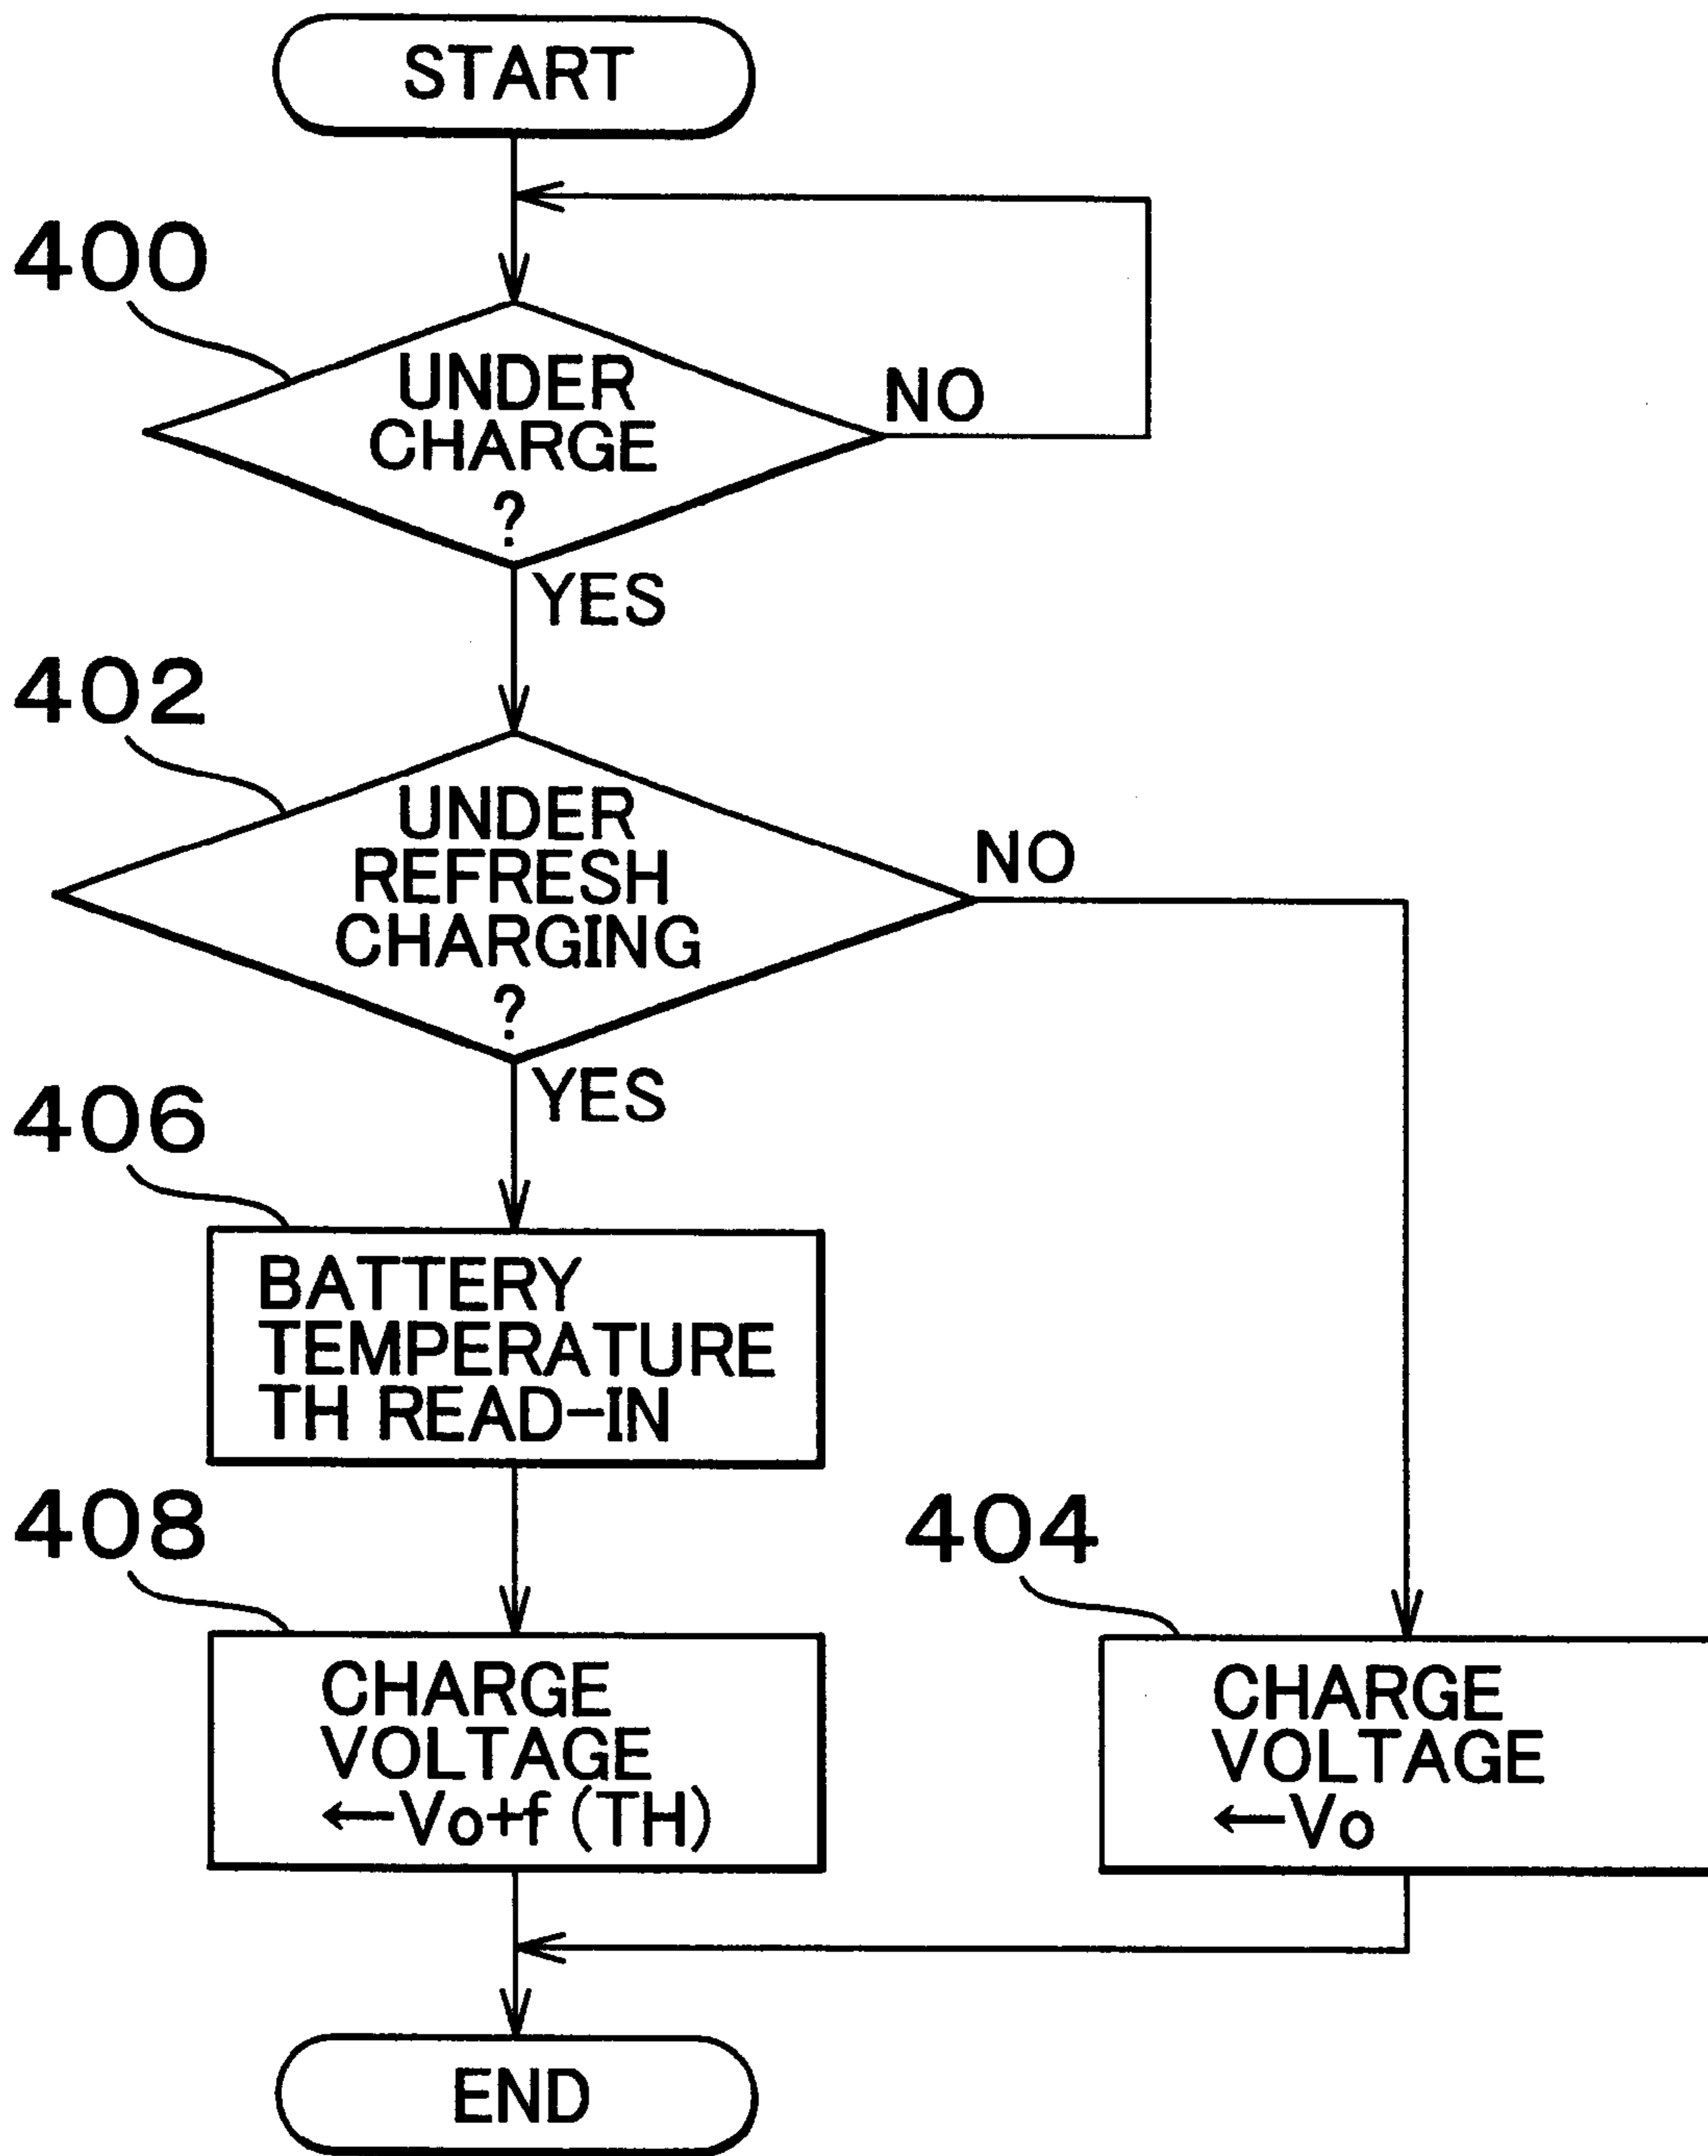 START
400
UNDER
CHARGE
?
NO
YES
402
UNDER
REFRESH
CHARGING
?
NO
YES
406
BATTERY
TEMPERATURE
TH READ-IN
408
CHARGE
VOLTAGE
←Vo+f (TH)
404
CHARGE
VOLTAGE
←Vo
END